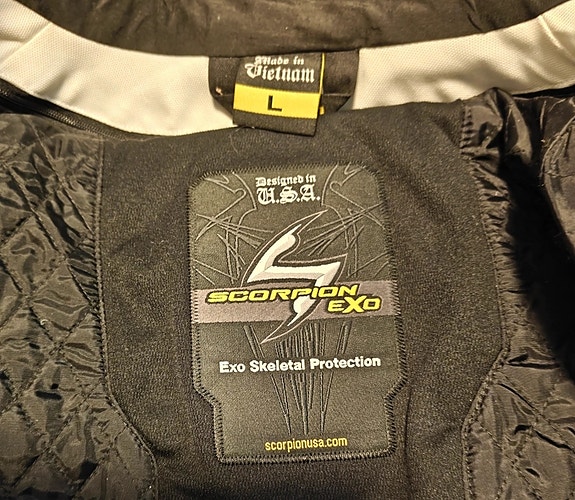 Made in
Vietnam
L
Designed in
U.S.A.
SCORPION
EXO
Exo Skeletal Protection
scorpionusa.com